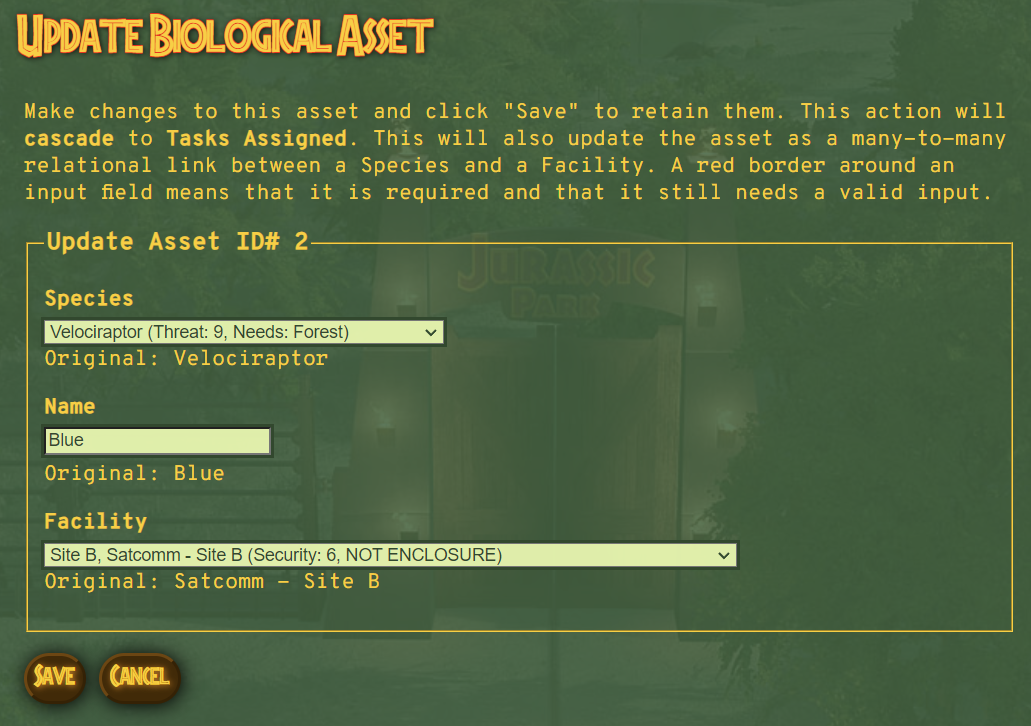 Update Biological Asset
Make changes to this asset and click "Save" to retain them. This action will
cascade to Tasks Assigned. This will also update the asset as a many-to-many
relational link between a Species and a Facility. A red border around an
input field means that it is required and that it still needs a valid input.
Update Asset ID# 2
JURASSIC
PARK
Species
Velociraptor (Threat: 9, Needs: Forest)
Original: Velociraptor
Name
Blue
Original: Blue
Facility
Site B, Satcomm - Site B (Security: 6, NOT ENCLOSURE)
Original: Satcomm - Site B
Save Cancel